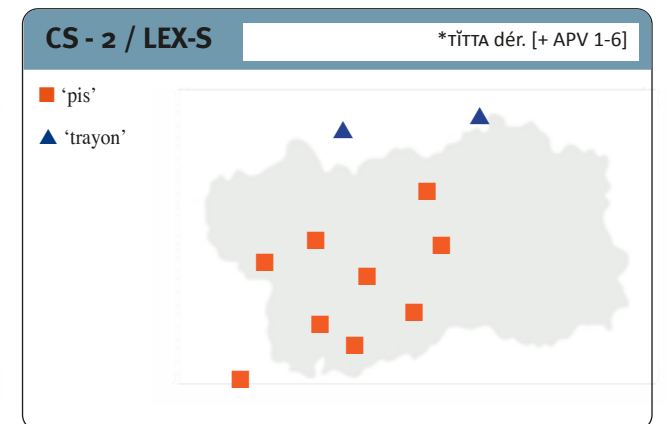 CS - 2 / LEX-S
*TĬTTA dér. [+ APV 1-6]
‘pis’
‘trayon’